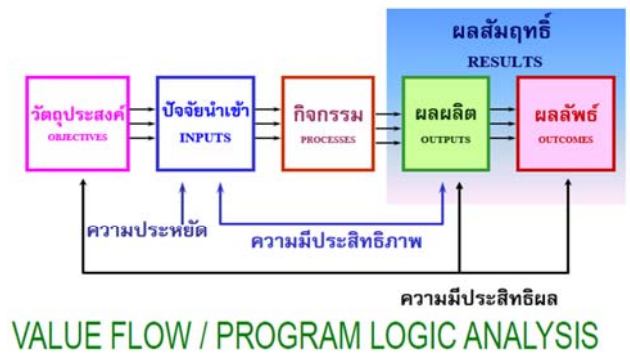 ผลสัมฤทธิ์
RESULTS
วัตถุประสงค์
OBJECTIVES
ปัจจัยนำเข้า
INPUTS
กิจกรรม
PROCESSES
ผลผลิต
OUTPUTS
ผลลัพธ์
OUTCOMES
ความประหยัด
ความมีประสิทธิภาพ
ความมีประสิทธิผล
VALUE FLOW / PROGRAM LOGIC ANALYSIS